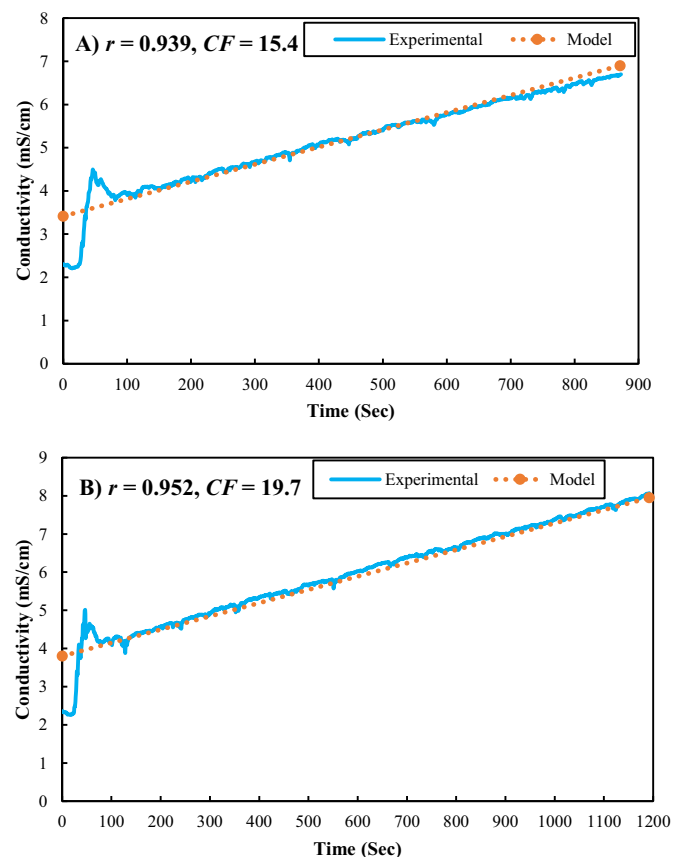 A) r = 0.939, CF = 15.4
Experimental
Model
Conductivity (mS/cm)
8
7
6
5
4
3
2
1
0
0 100 200 300 400 500 600 700 800 900
Time (Sec)
B) r = 0.952, CF = 19.7
Experimental
Model
Conductivity (mS/cm)
9
8
7
6
5
4
3
2
1
0
0 100 200 300 400 500 600 700 800 900 1000 1100 1200
Time (Sec)